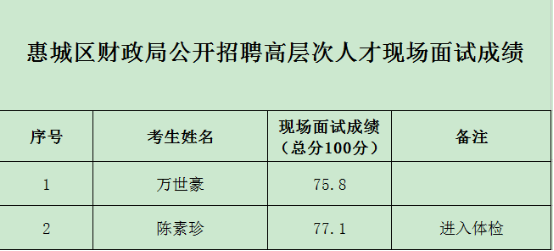 惠城区财政局公开招聘高层次人才现场面试成绩
序号 考生姓名 现场面试成绩 备注
（总分100分）
1 万世豪 75.8
2 陈素珍 77.1 进入体检